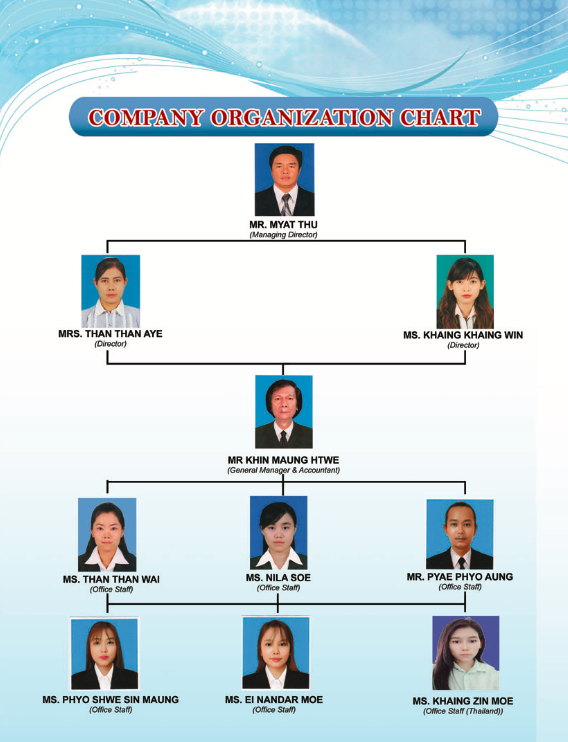 COMPANY ORGANIZATION CHART
MR. MYAT THU
(Managing Director)
MRS. THAN THAN AYE
(Director)
MS. KHAING KHAING WIN
(Director)
MR KHIN MAUNG HTWE
(General Manager & Accountant)
MS. THAN THAN WAI
(Office Staff)
MS. NILA SOE
(Office Staff)
MR. PYAE PHYO AUNG
(Office Staff)
MS. PHYO SHWE SIN MAUNG
(Office Staff)
MS. EI NANDAR MOE
(Office Staff)
MS. KHAING ZIN MOE
(Office Staff (Thailand))